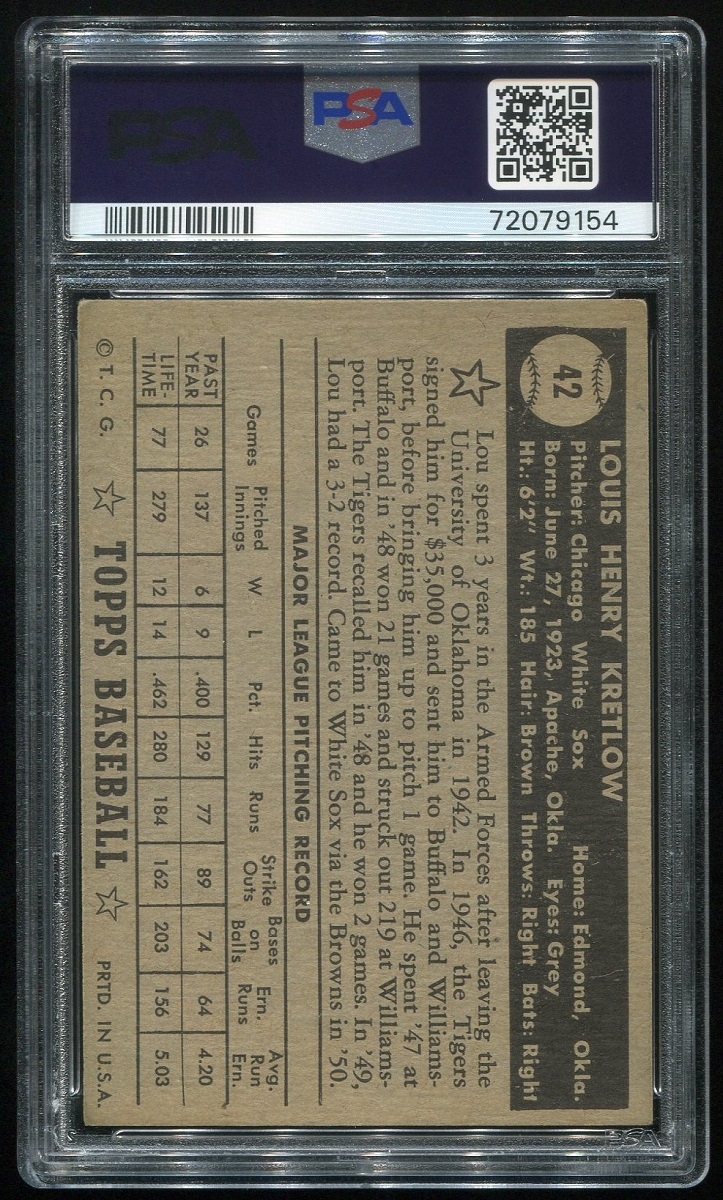 PSA
PSA
72079154
42
LOUIS HENRY KRETLOW
Pitcher: Chicago White Sox Home: Edmond, Okla.
Born: June 27, 1923, Apache, Okla. Eyes: Grey
Ht.: 6'2" Wt.: 185 Hair: Brown Throws: Right Bats: Right
Lou spent 3 years in the Armed Forces after leaving the
University of Oklahoma in 1942. In 1946, the Tigers
signed him for $35,000 and sent him to Buffalo and Williams-
port, before bringing him up to pitch 1 game. He spent '47 at
Buffalo and in '48 won 21 games and struck out 219 at Williams-
port. The Tigers recalled him in '48 and he won 2 games. In '49,
Lou had a 3-2 record. Came to White Sox via the Browns in '50.
MAJOR LEAGUE PITCHING RECORD
Games Pitched Innings W L Pct. Hits Runs Strike Outs Bases on Balls Ern. Runs Avg. Run Ern.
PAST YEAR 26 137 6 9 .400 129 77 89 74 64 4.20
LIFE-TIME 77 279 12 14 .462 280 184 162 203 156 5.03
© T. C. G. TOPPS BASEBALL PRTD. IN U.S.A.
PSA